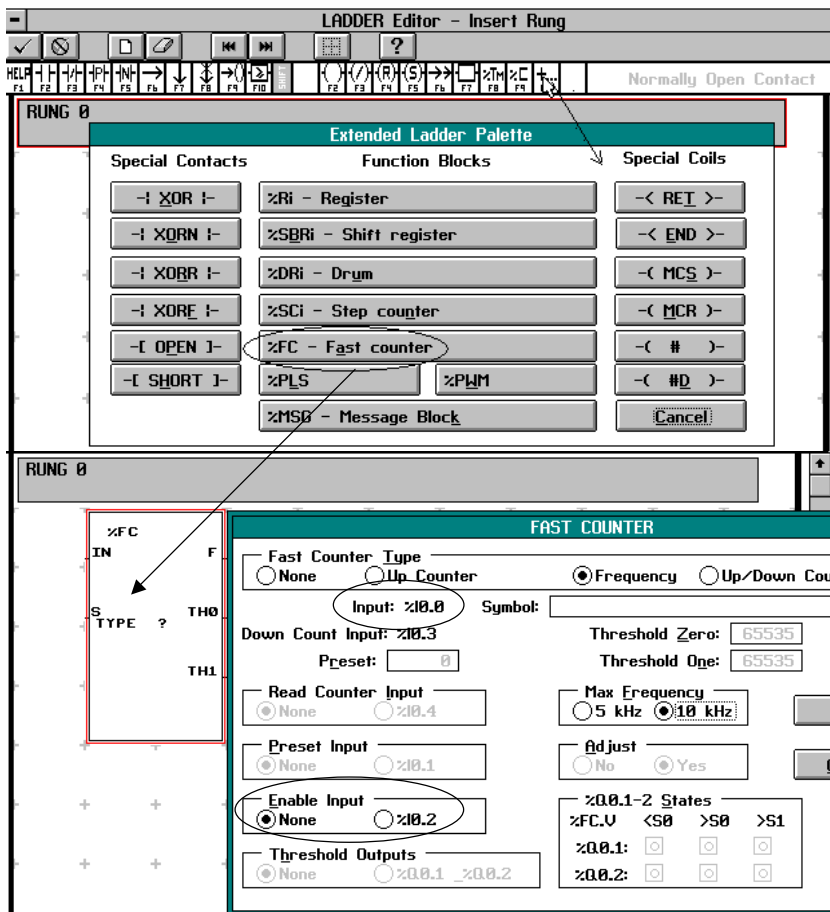 LADDER Editor - Insert Rung
?
HELP F1 F2 F3 F4 F5 F6 F7 F8 F9 F10 SHIFT F2 F3 F4 F5 F6 F7 %TM F8 %C F9
Normally Open Contact
RUNG 0
Extended Ladder Palette
Special Contacts Function Blocks Special Coils
-| XOR |- %Ri - Register -< RET >-
-| XORN |- %SBRi - Shift register -< END >-
-| XORR |- %DRi - Drum -( MCS )-
-| XORF |- %SCi - Step counter -( MCR )-
-[ OPEN ]- %FC - Fast counter -( # )-
-[ SHORT ]- %PLS %PWM -( #D )-
%MSG - Message Block Cancel
RUNG 0
%FC
IN F
S TH0
TYPE ?
TH1
FAST COUNTER
Fast Counter Type
None Up Counter Frequency Up/Down Cou
Input: %I0.0 Symbol:
Down Count Input: %I0.3 Threshold Zero: 65535
Preset: 0 Threshold One: 65535
Read Counter Input Max Frequency
None %I0.4 5 kHz 10 kHz
Preset Input Adjust
None %I0.1 No Yes
Enable Input %Q0.1-2 States
None %I0.2 %FC.V <S0 >S0 >S1
%Q0.1:
Threshold Outputs
None %Q0.1 _%Q0.2 %Q0.2: